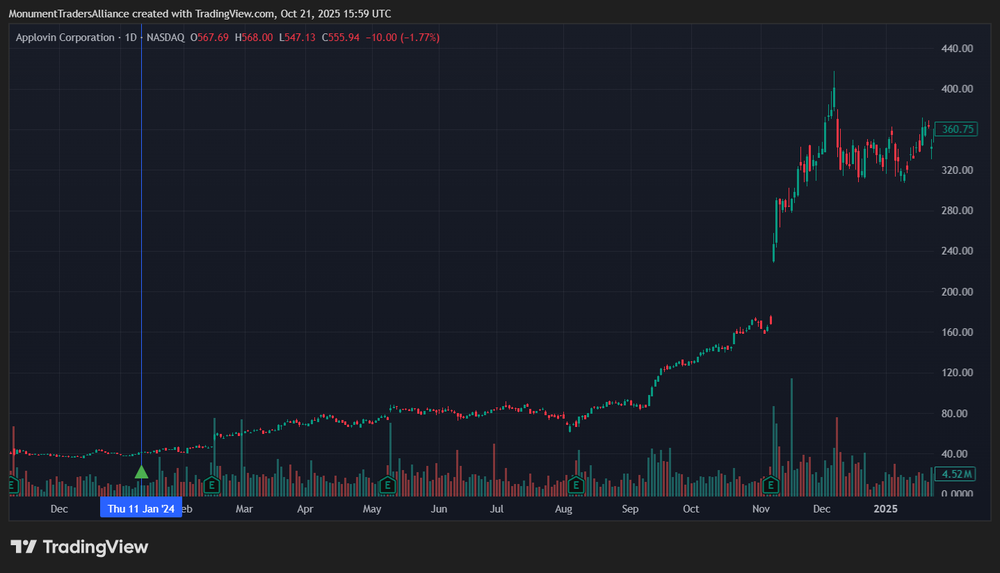 MonumentTradersAlliance created with TradingView.com, Oct 21, 2025 15:59 UTC
Applovin Corporation · 1D · NASDAQ O567.69 H568.00 L547.13 C555.94 −10.00 (−1.77%)
440.00
400.00
360.75
320.00
280.00
240.00
200.00
160.00
120.00
80.00
40.00
4.52M
0.0000
E E E E E
Dec Thu 11 Jan '24 eb Mar Apr May Jun Jul Aug Sep Oct Nov Dec 2025
TradingView